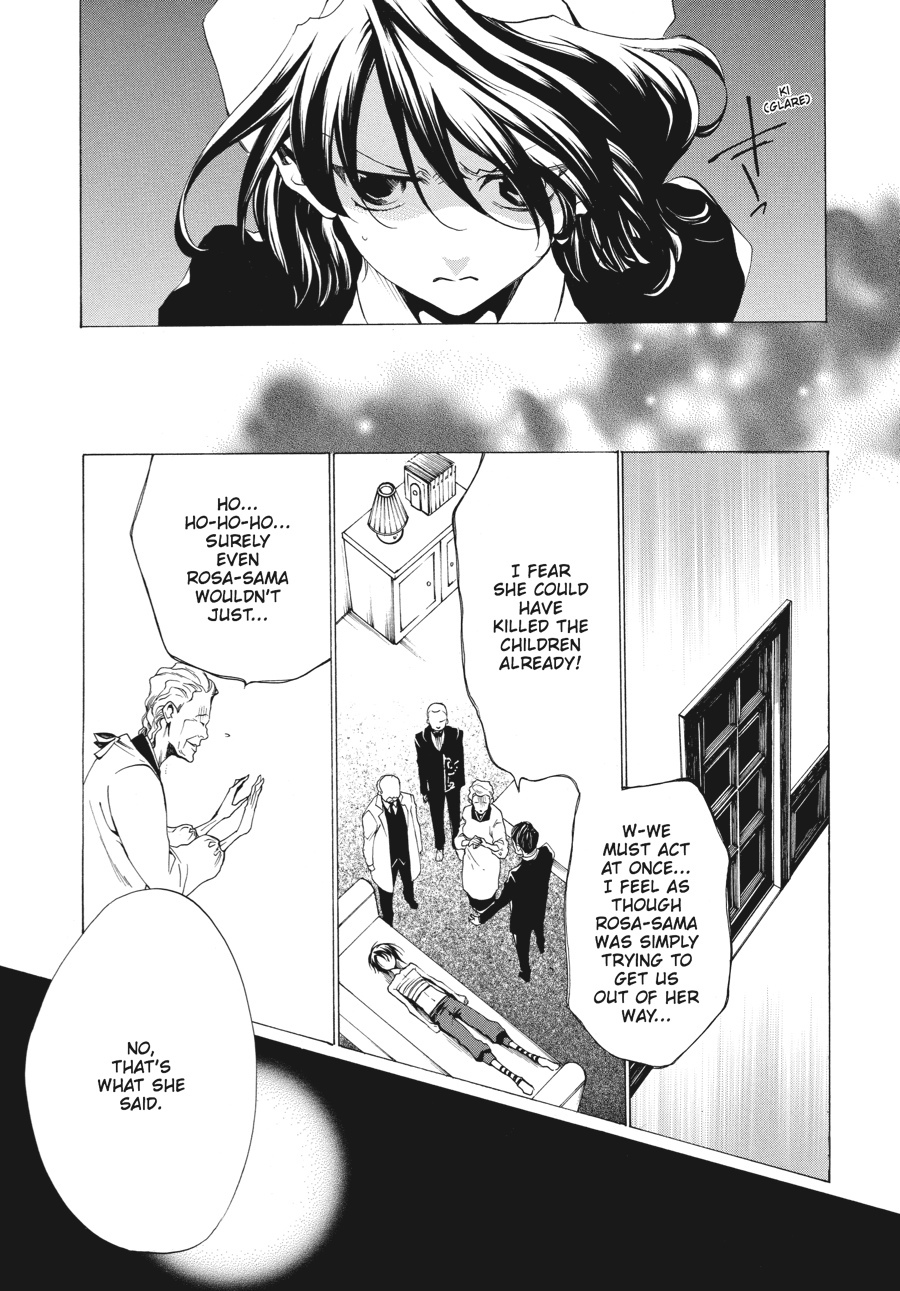 KI
(GLARE)
W-WE
MUST ACT
AT ONCE...
I FEEL AS
THOUGH
ROSA-SAMA
WAS SIMPLY
TRYING TO
GET US
OUT OF HER
WAY...
I FEAR
SHE COULD
HAVE
KILLED THE
CHILDREN
ALREADY!
HO...
HO-HO-HO...
SURELY
EVEN
ROSA-SAMA
WOULDN'T
JUST...
NO,
THAT'S
WHAT SHE
SAID.